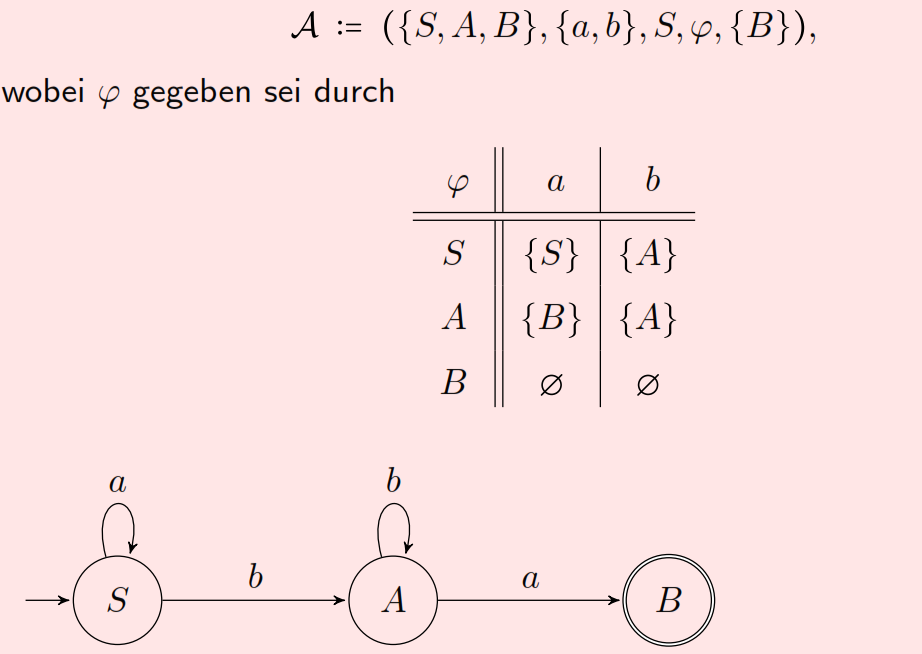 𝒜 := ({S, A, B}, {a, b}, S, φ, {B}),
wobei φ gegeben sei durch
φ a b
S {S} {A}
A {B} {A}
B ∅ ∅
a b
b a
S A B